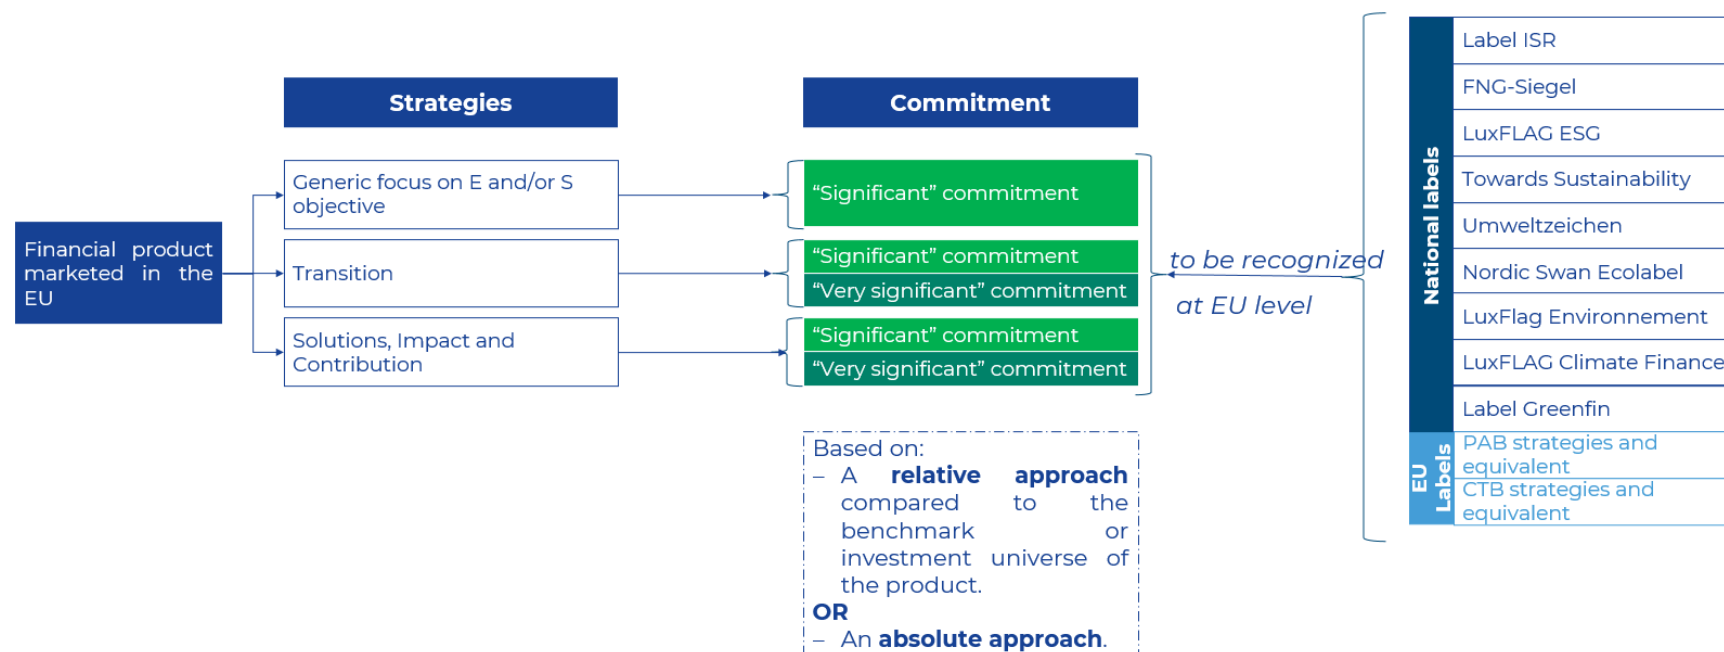 Financial product
marketed in the
EU
Strategies
Generic focus on E and/or S
objective
Transition
Solutions, Impact and
Contribution
Commitment
“Significant” commitment
“Significant” commitment
“Very significant” commitment
“Significant” commitment
“Very significant” commitment
Based on:
– A relative approach
compared to the
benchmark or
investment universe of
the product.
OR
– An absolute approach.
to be recognized
at EU level
National labels
Label ISR
FNG-Siegel
LuxFLAG ESG
Towards Sustainability
Umweltzeichen
Nordic Swan Ecolabel
LuxFlag Environnement
LuxFLAG Climate Finance
Label Greenfin
EU
Labels
PAB strategies and
equivalent
CTB strategies and
equivalent